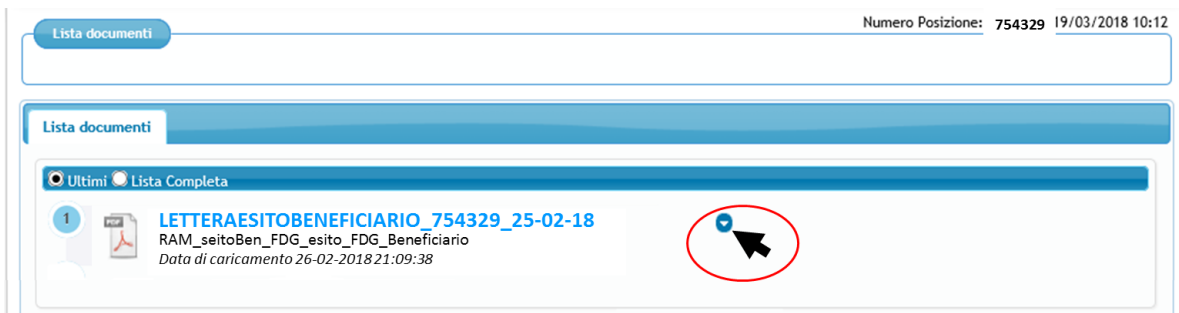 Lista documenti
Numero Posizione: 754329 19/03/2018 10:12
Lista documenti
Ultimi Lista Completa
1
PDF
LETTERAESITOBENEFICIARIO_754329_25-02-18
RAM_seitoBen_FDG_esito_FDG_Beneficiario
Data di caricamento 26-02-2018 21:09:38